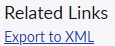 Related Links
Export to XML